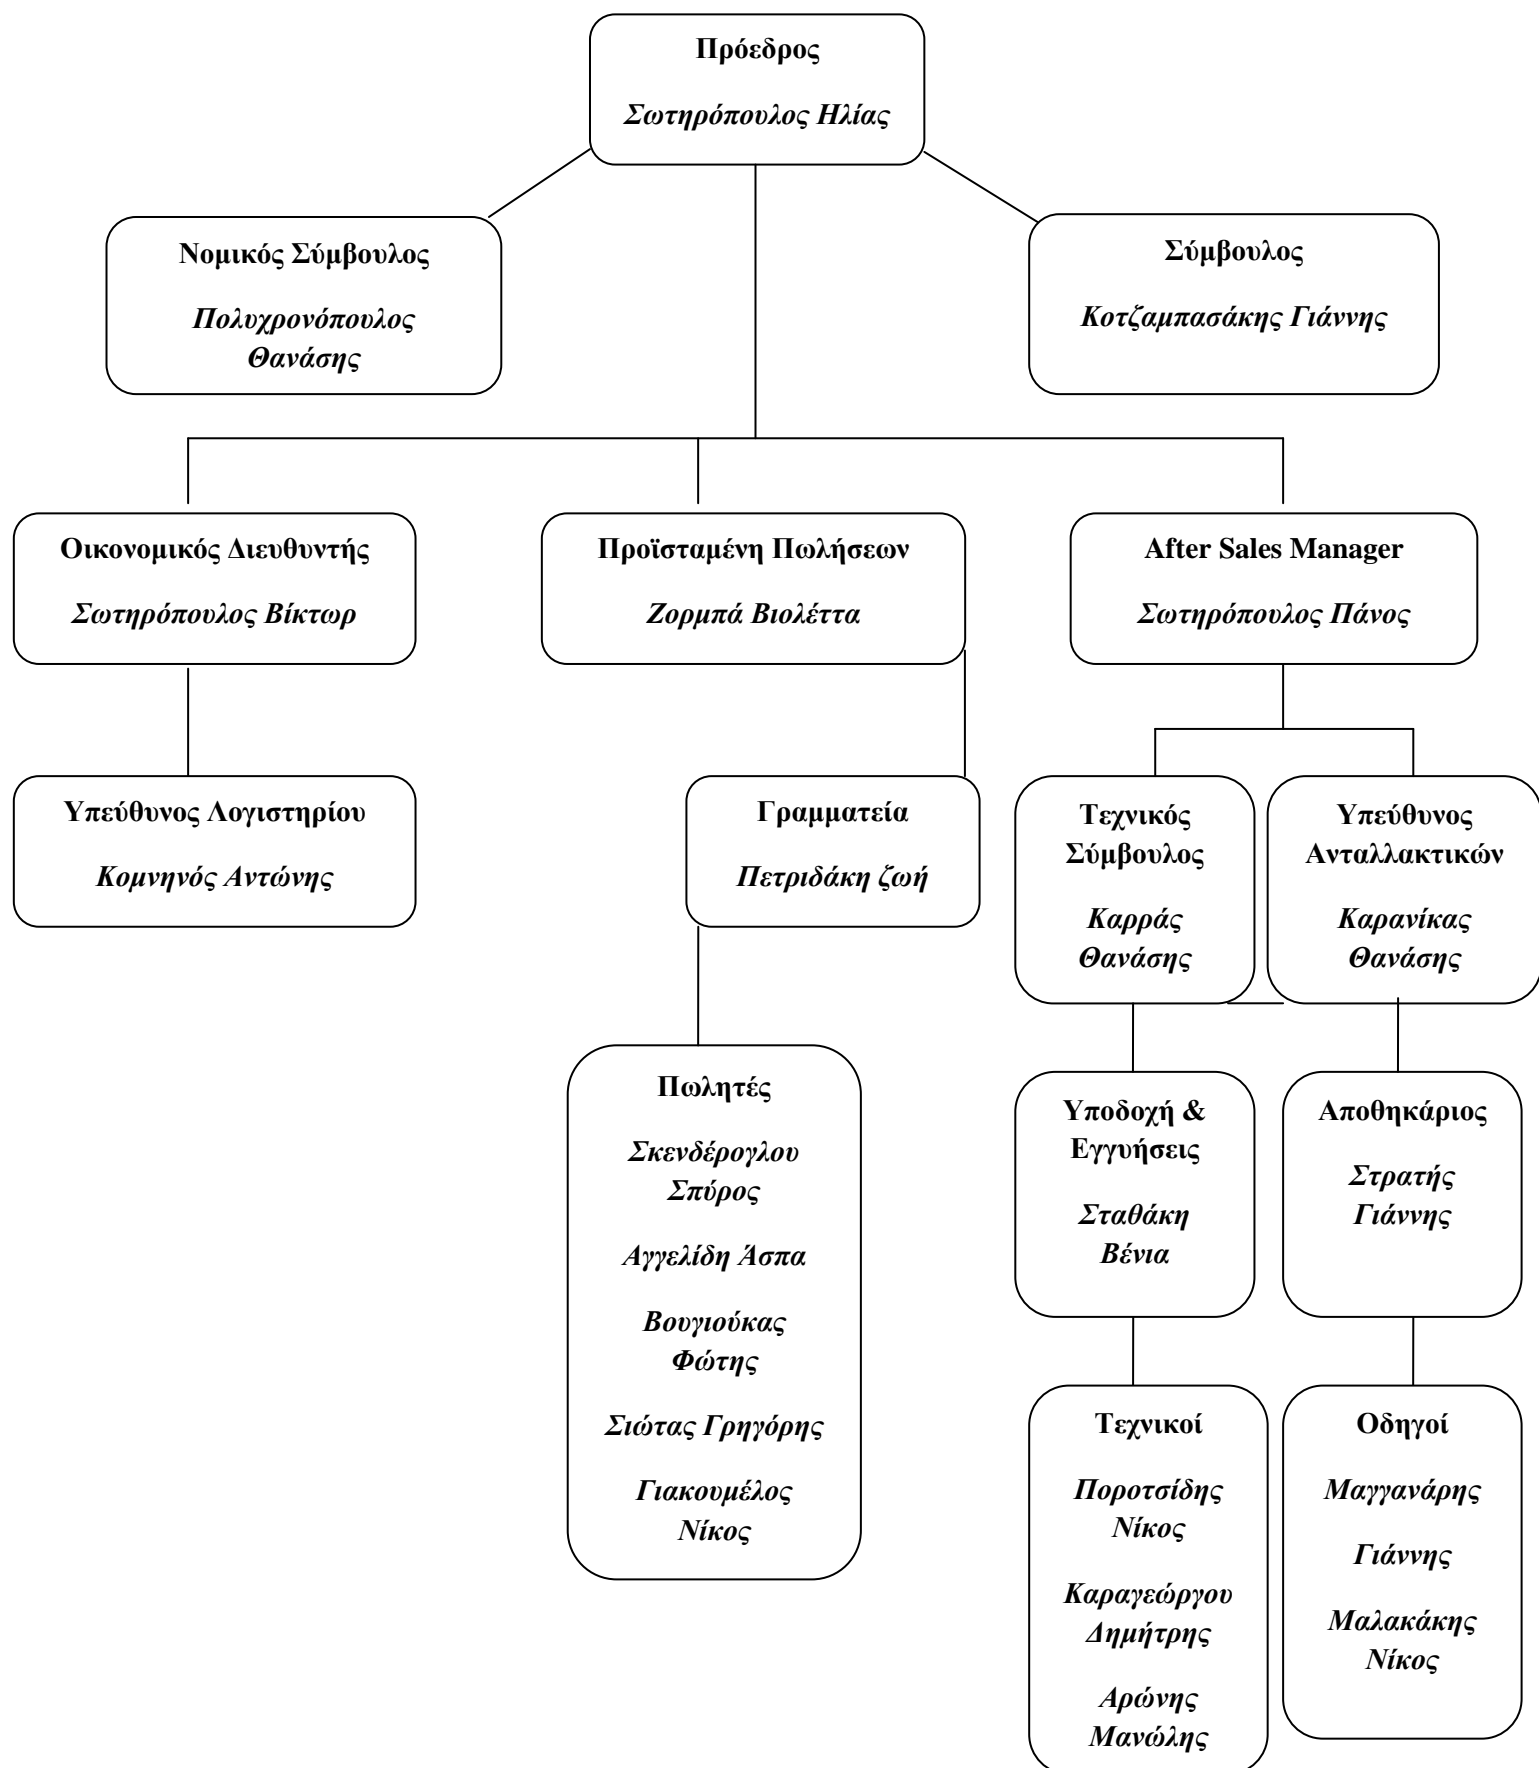 Πρόεδρος
Σωτηρόπουλος Ηλίας
Νομικός Σύμβουλος
Πολυχρονόπουλος
Θανάσης
Σύμβουλος
Κοτζαμπασάκης Γιάννης
Οικονομικός Διευθυντής
Σωτηρόπουλος Βίκτωρ
Προϊσταμένη Πωλήσεων
Ζορμπά Βιολέττα
After Sales Manager
Σωτηρόπουλος Πάνος
Υπεύθυνος Λογιστηρίου
Κομνηνός Αντώνης
Γραμματεία
Πετριδάκη ζωή
Τεχνικός
Σύμβουλος
Καρράς
Θανάσης
Υπεύθυνος
Ανταλλακτικών
Καρανίκας
Θανάσης
Πωλητές
Σκενδέρογλου
Σπύρος
Αγγελίδη Άσπα
Βουγιούκας
Φώτης
Σιώτας Γρηγόρης
Γιακουμέλος
Νίκος
Υποδοχή &
Εγγυήσεις
Σταθάκη
Βένια
Αποθηκάριος
Στρατής
Γιάννης
Τεχνικοί
Ποροτσίδης
Νίκος
Καραγεώργου
Δημήτρης
Αρώνης
Μανώλης
Οδηγοί
Μαγγανάρης
Γιάννης
Μαλακάκης
Νίκος